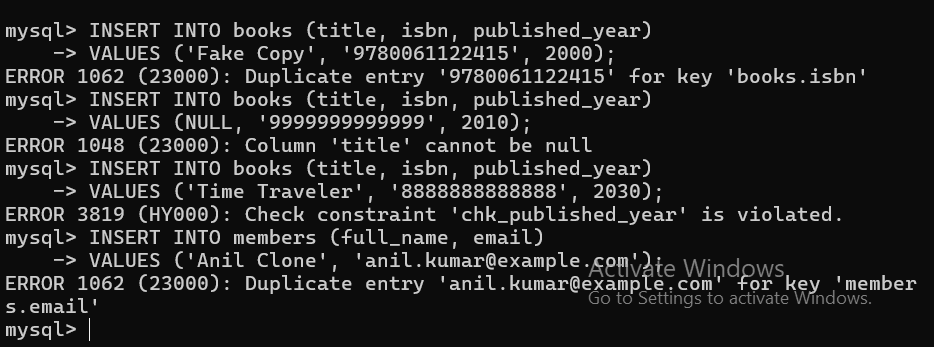 mysql> INSERT INTO books (title, isbn, published_year)
    -> VALUES ('Fake Copy', '9780061122415', 2000);
ERROR 1062 (23000): Duplicate entry '9780061122415' for key 'books.isbn'
mysql> INSERT INTO books (title, isbn, published_year)
    -> VALUES (NULL, '9999999999999', 2010);
ERROR 1048 (23000): Column 'title' cannot be null
mysql> INSERT INTO books (title, isbn, published_year)
    -> VALUES ('Time Traveler', '8888888888888', 2030);
ERROR 3819 (HY000): Check constraint 'chk_published_year' is violated.
mysql> INSERT INTO members (full_name, email)
    -> VALUES ('Anil Clone', 'anil.kumar@example.com');
ERROR 1062 (23000): Duplicate entry 'anil.kumar@example.com' for key 'member
s.email'
mysql>
Activate Windows
Go to Settings to activate Windows.